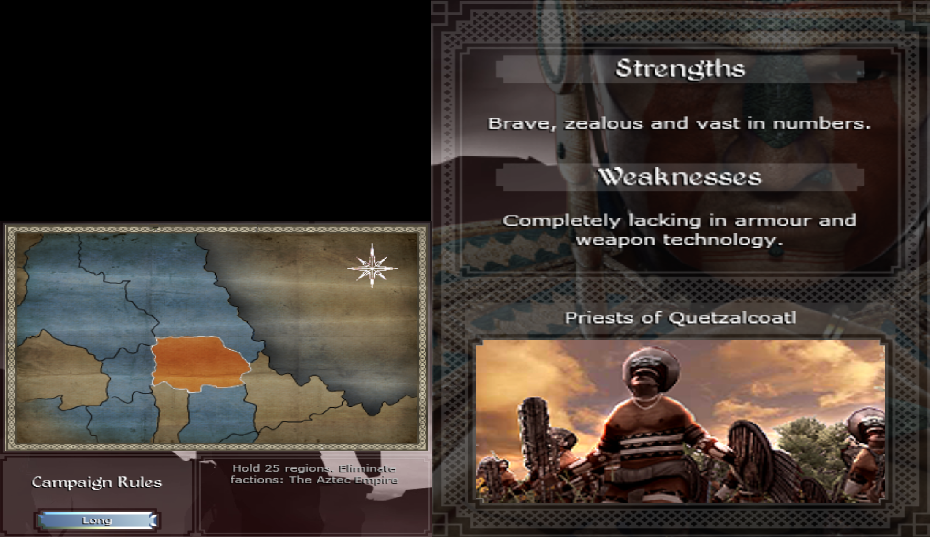 Strengths
Brave, zealous and vast in numbers.
Weaknesses
Completely lacking in armour and
weapon technology.
Priests of Quetzalcoatl
Campaign Rules
Long
Hold 25 regions. Eliminate
factions: The Aztec Empire